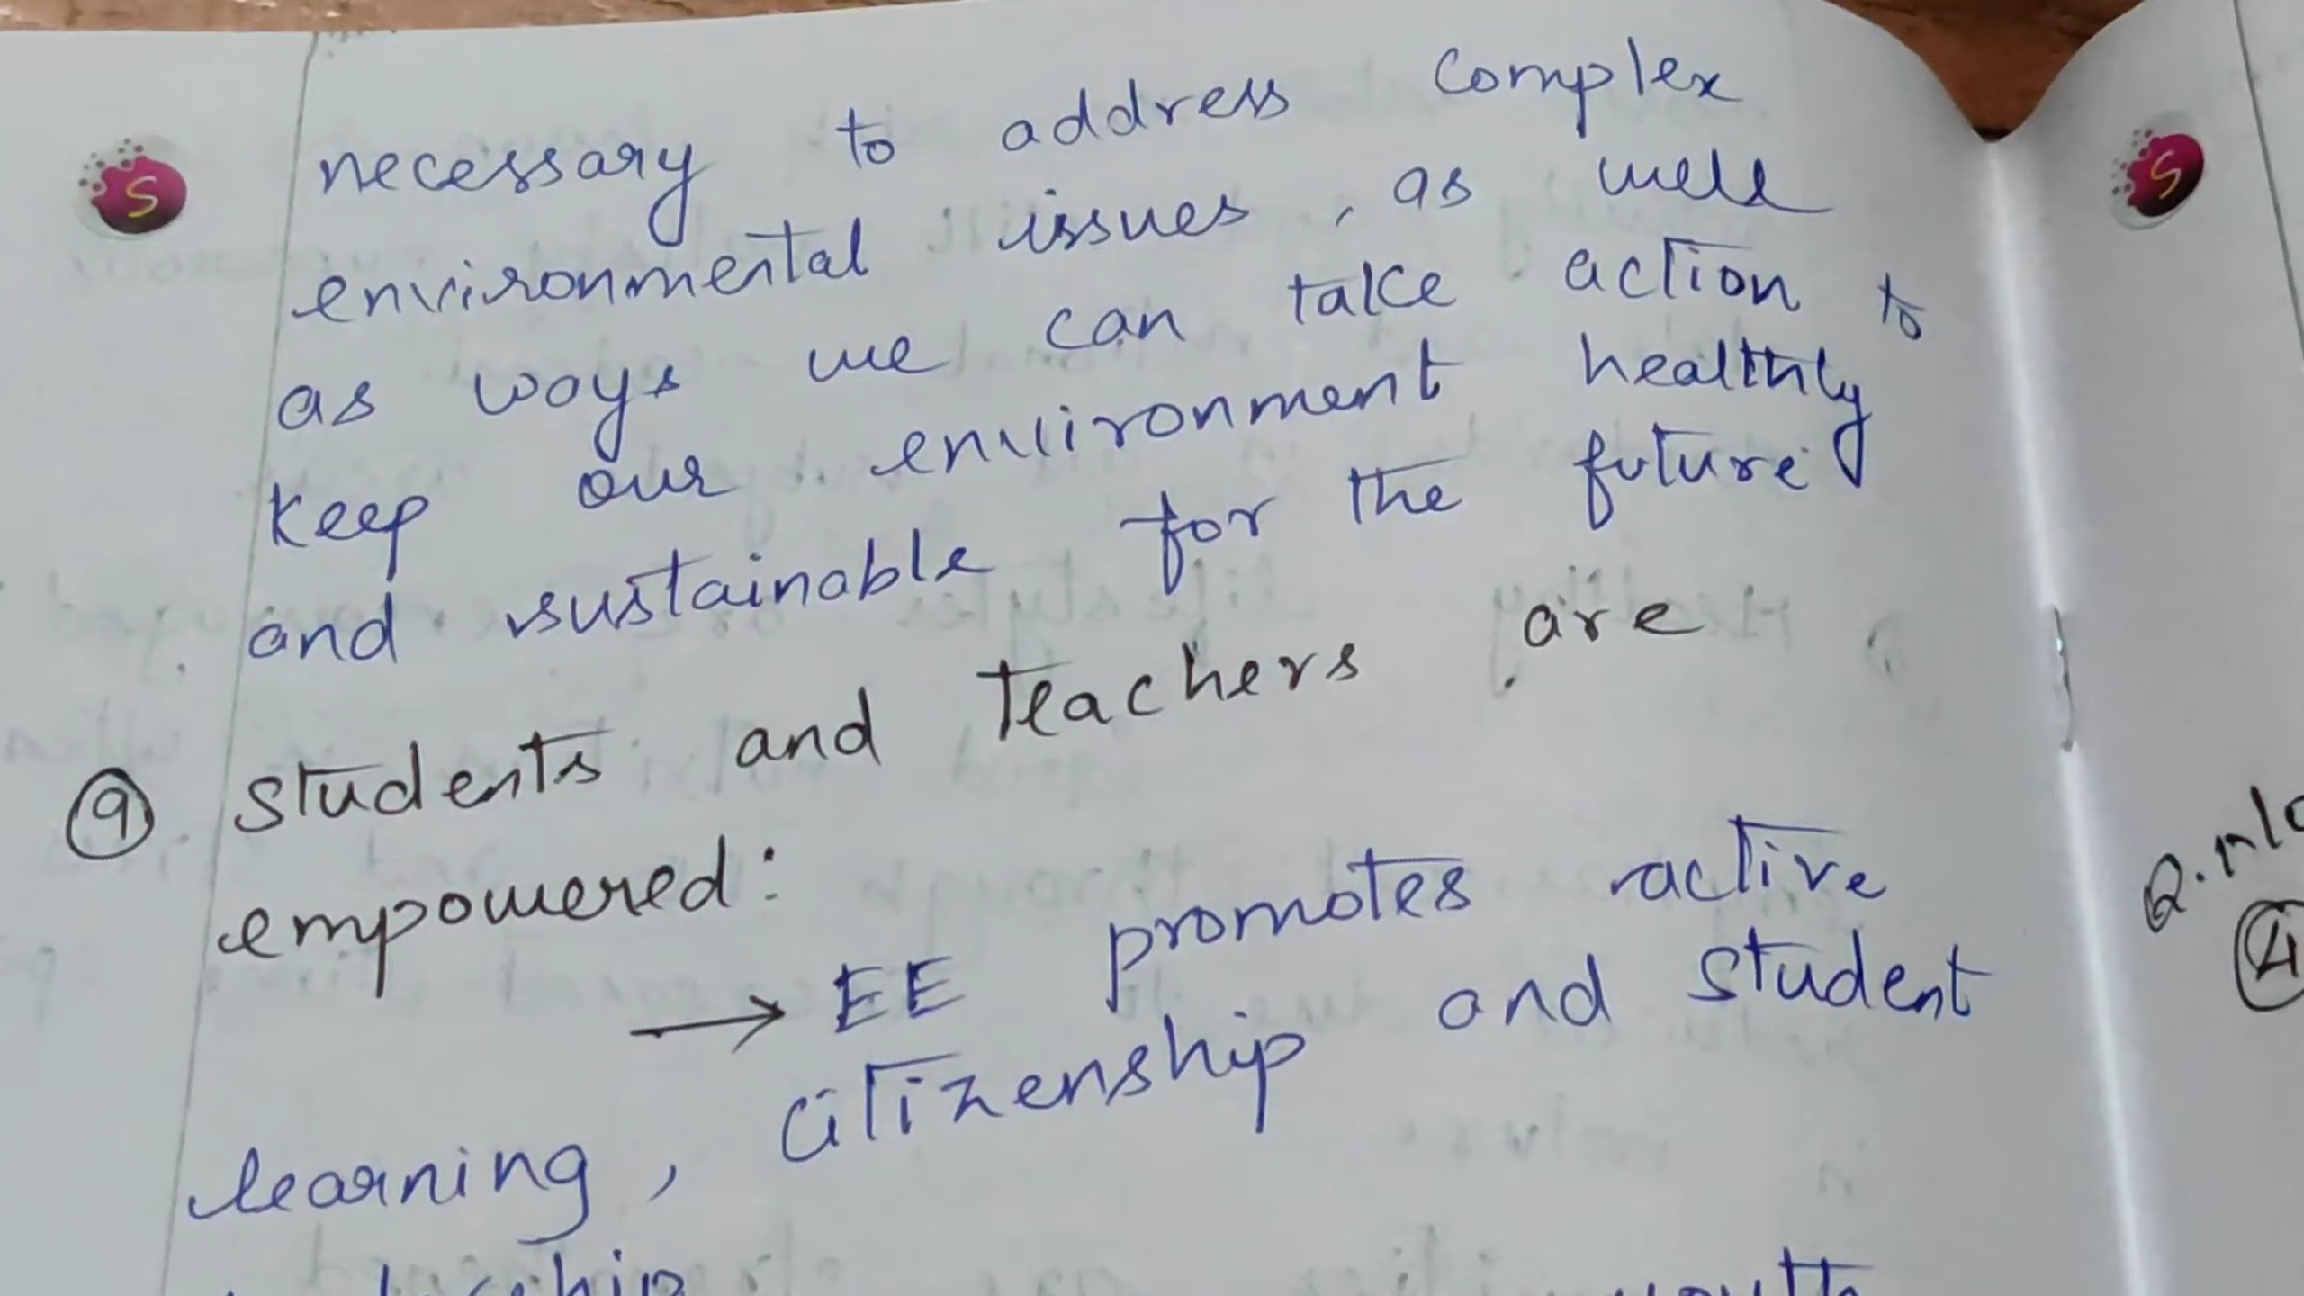 necessary to address complex
environmental issues, as well
as ways we can take action to
keep our environment healthly
and sustainable for the future
⑨ students and teachers are
empowered:
→ EE promotes active
learning, citizenship and student
S
S
④